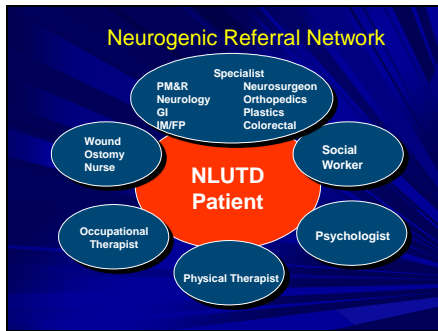 Neurogenic Referral Network
Specialist
PM&R Neurosurgeon
Neurology Orthopedics
GI Plastics
IM/FP Colorectal
Wound
Ostomy
Nurse
Social
Worker
NLUTD
Patient
Occupational
Therapist
Psychologist
Physical Therapist